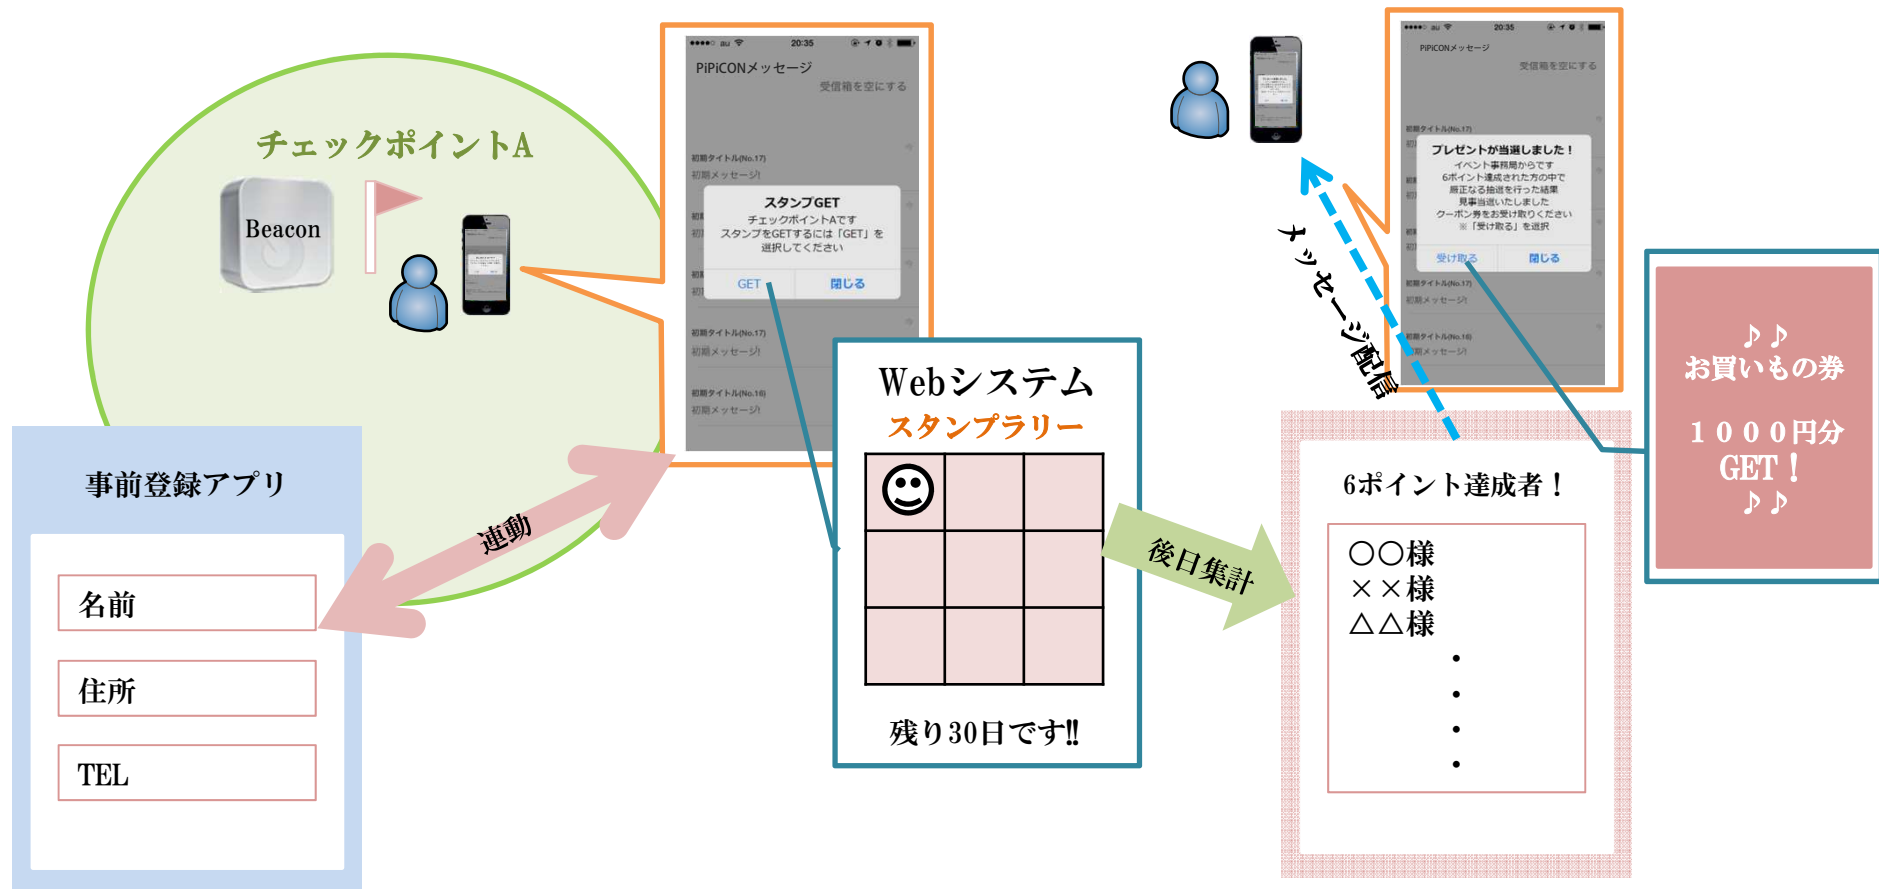 チェックポイントA
Beacon
au
20:35
PiPiCONメッセージ
受信箱を空にする
初期タイトル(No.17)
初期メッセージ!
スタンプGET
チェックポイントAです
スタンプをGETするには「GET」を
選択してください
GET
閉じる
初期タイトル(No.17)
初期メッセージ!
初期タイトル(No.16)
初期メッセージ!
事前登録アプリ
名前
住所
TEL
連動
Webシステム
スタンプラリー
残り30日です!!
後日集計
6ポイント達成者！
〇〇様
××様
△△様
・
・
・
・
メッセージ配信
au
20:35
PiPiCONメッセージ
受信箱を空にする
初期タイトル(No.17)
プレゼントが当選しました！
イベント事務局からです
6ポイント達成された方の中で
厳正なる抽選を行った結果
見事当選いたしました
クーポン券をお受け取りください
※「受け取る」を選択
受け取る
閉じる
初期タイトル(No.17)
初期メッセージ!
初期タイトル(No.16)
初期メッセージ!
♪♪
お買いもの券
１０００円分
GET！
♪♪